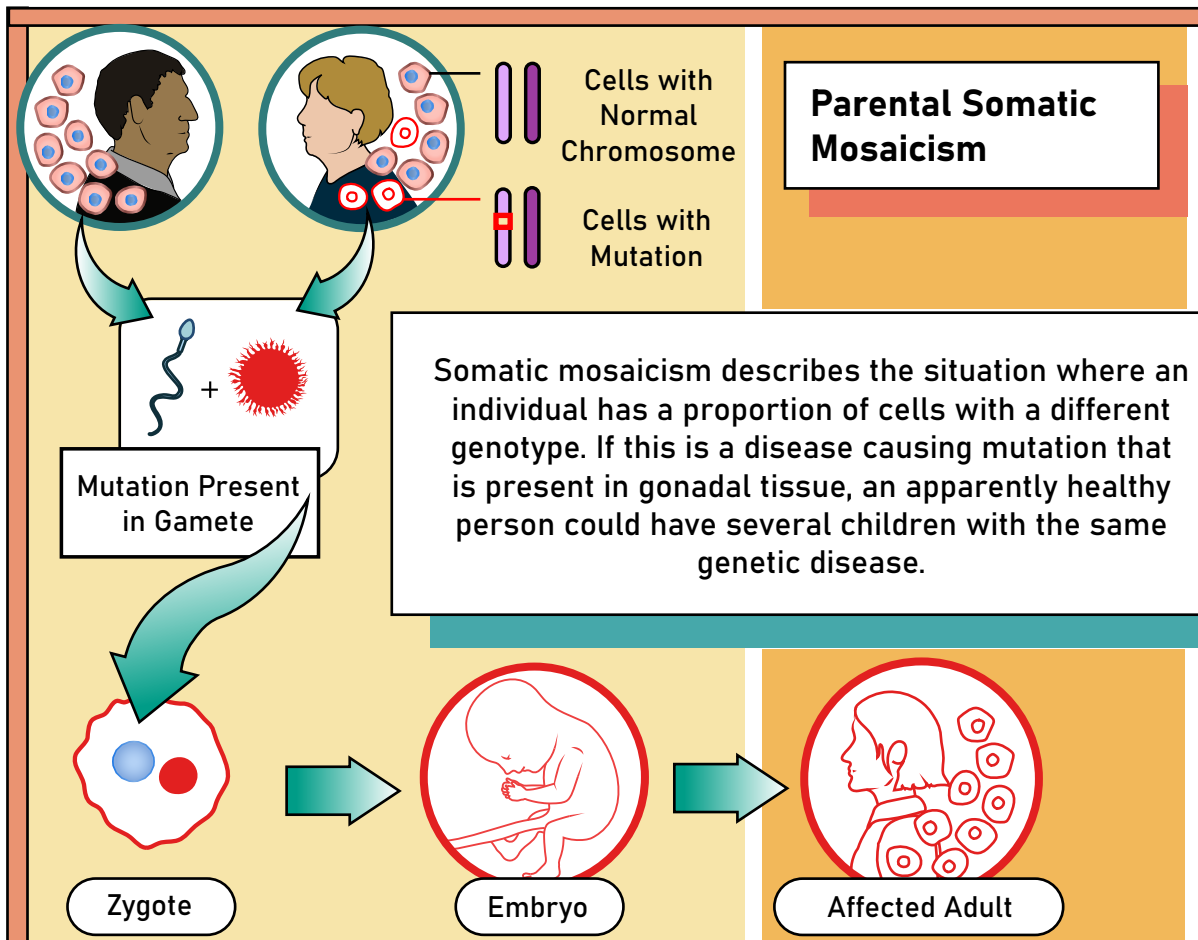 Cells with
Normal
Chromosome
Parental Somatic
Mosaicism
Cells with
Mutation
+
Somatic mosaicism describes the situation where an
individual has a proportion of cells with a different
genotype. If this is a disease causing mutation that
is present in gonadal tissue, an apparently healthy
person could have several children with the same
genetic disease.
Mutation Present
in Gamete
Zygote
Embryo
Affected Adult